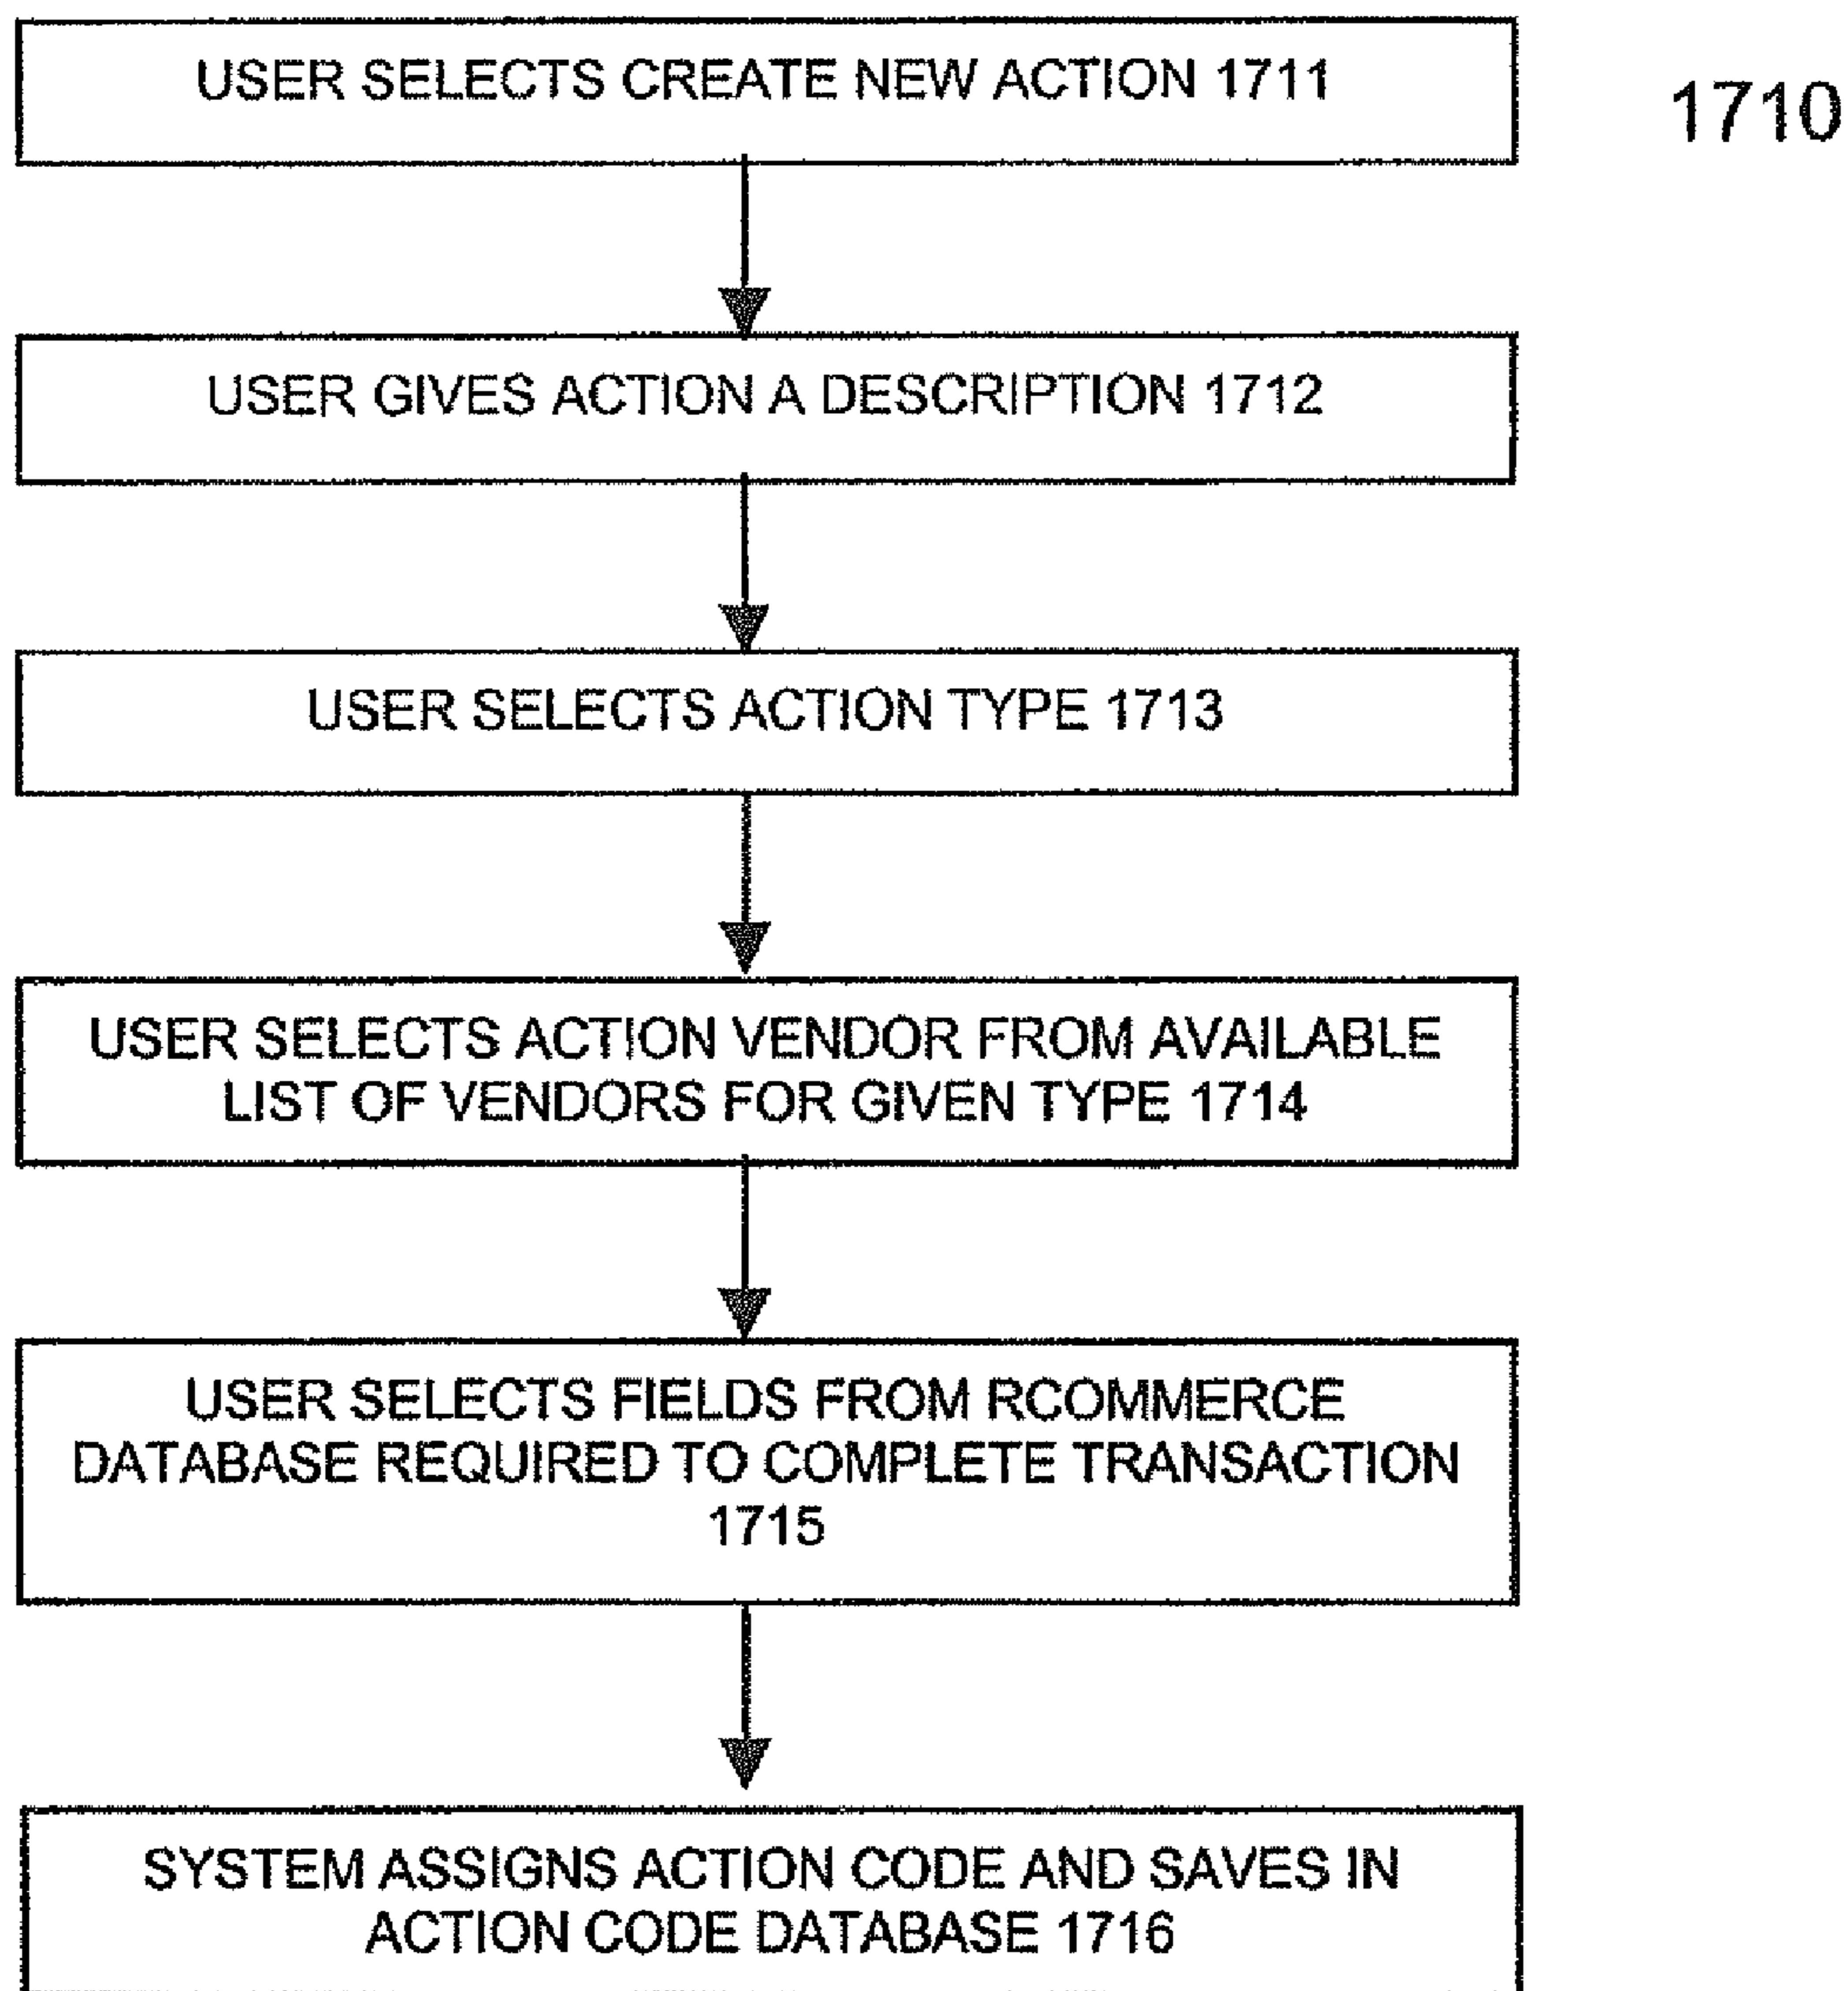 USER SELECTS CREATE NEW ACTION 1711
1710
USER GIVES ACTION A DESCRIPTION 1712
USER SELECTS ACTION TYPE 1713
USER SELECTS ACTION VENDOR FROM AVAILABLE
LIST OF VENDORS FOR GIVEN TYPE 1714
USER SELECTS FIELDS FROM RCOMMERCE
DATABASE REQUIRED TO COMPLETE TRANSACTION
1715
SYSTEM ASSIGNS ACTION CODE AND SAVES IN
ACTION CODE DATABASE 1716